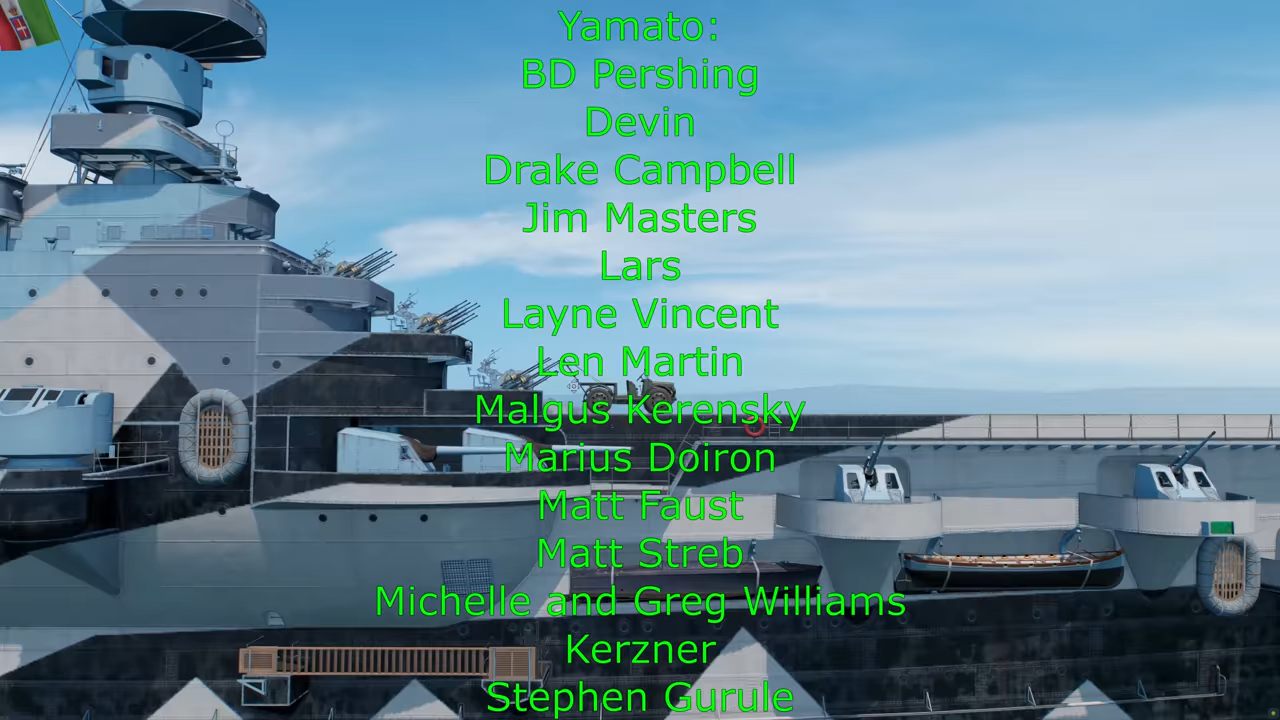 Yamato:
BD Pershing
Devin
Drake Campbell
Jim Masters
Lars
Layne Vincent
Len Martin
Malgus Kerensky
Marius Doiron
Matt Faust
Matt Streb
Michelle and Greg Williams
Kerzner
Stephen Gurule